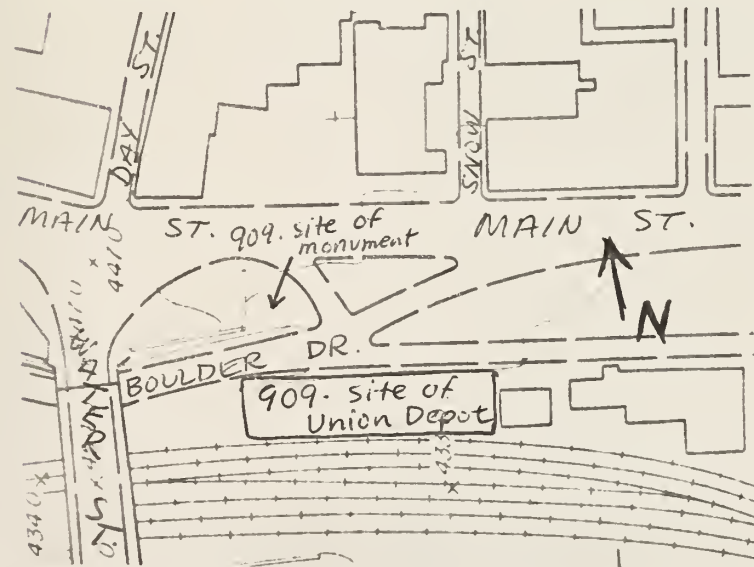 DAY ST.
SNOW ST.
MAIN ST.
MAIN ST.
909. site of
monument
4410
N
BOULDER DR.
909. site of
Union Depot
4340